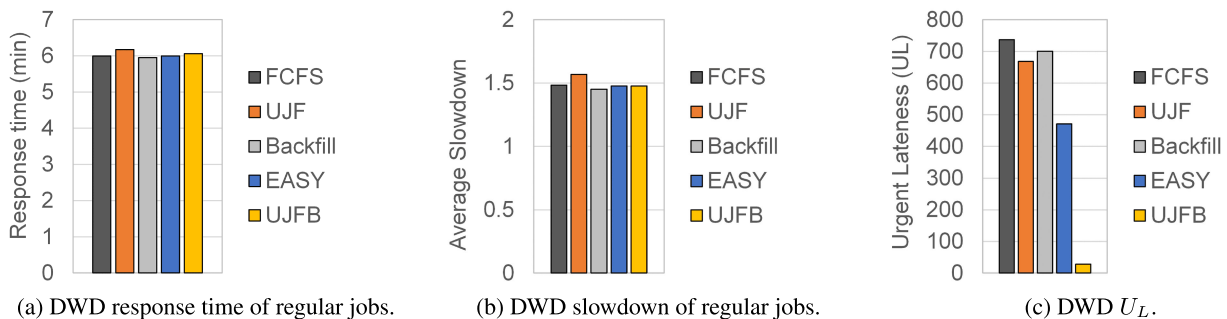 7
6
5
4
3
2
1
0
Response time (min)
FCFS
UJF
Backfill
EASY
UJFB
(a) DWD response time of regular jobs.
2
1.5
1
0.5
0
Average Slowdown
FCFS
UJF
Backfill
EASY
UJFB
(b) DWD slowdown of regular jobs.
800
700
600
500
400
300
200
100
0
Urgent Lateness (UL)
FCFS
UJF
Backfill
EASY
UJFB
(c) DWD U_L.